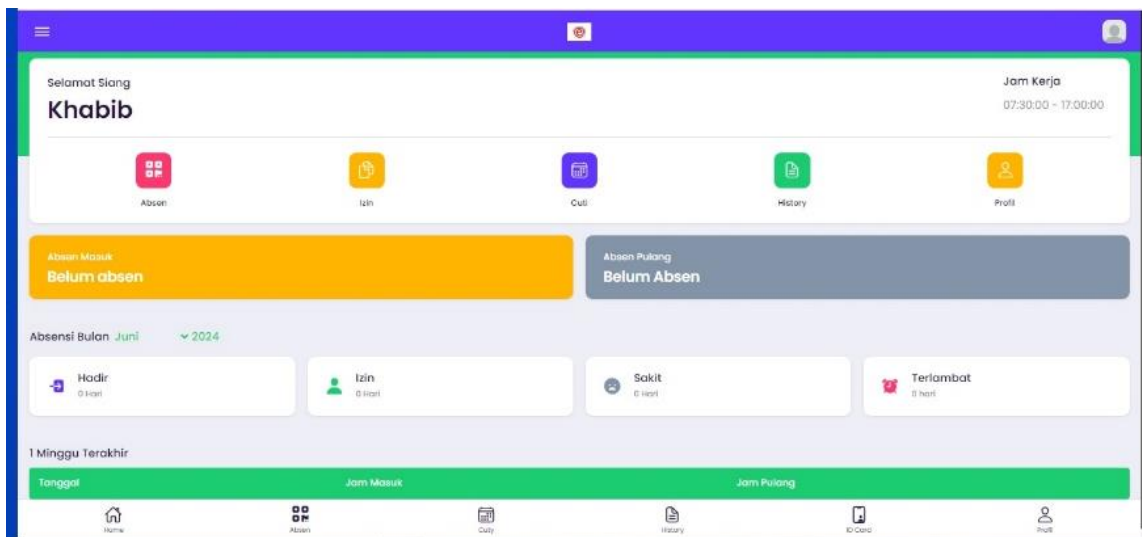 Selamat Siang
Khabib
Jam Kerja
07:30:00 - 17:00:00
Absen
Izin
Cuti
History
Profil
Absen Masuk
Belum absen
Absen Pulang
Belum Absen
Absensi Bulan Juni 2024
Hadir
0 Hari
Izin
0 Hari
Sakit
0 Hari
Terlambat
0 hari
1 Minggu Terakhir
Tanggal Jam Masuk Jam Pulang
Home
Absen
Cuty
History
ID Card
Profil